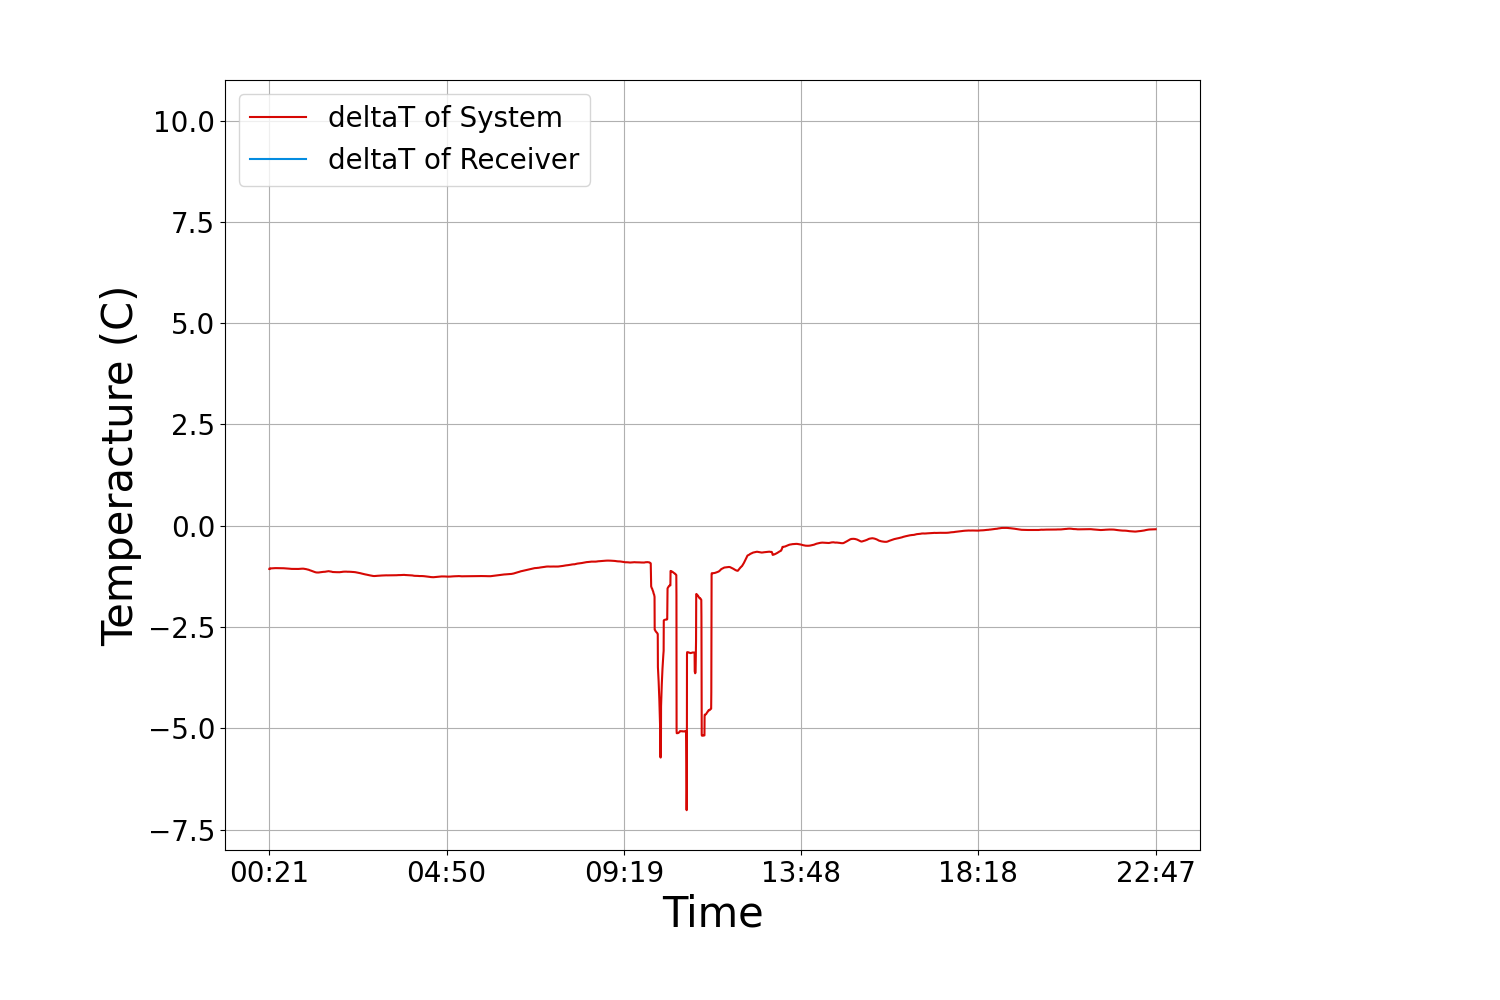 deltaT of System
deltaT of Receiver
10.0
7.5
5.0
2.5
0.0
−2.5
−5.0
−7.5
Temperacture (C)
00:21 04:50 09:19 13:48 18:18 22:47
Time